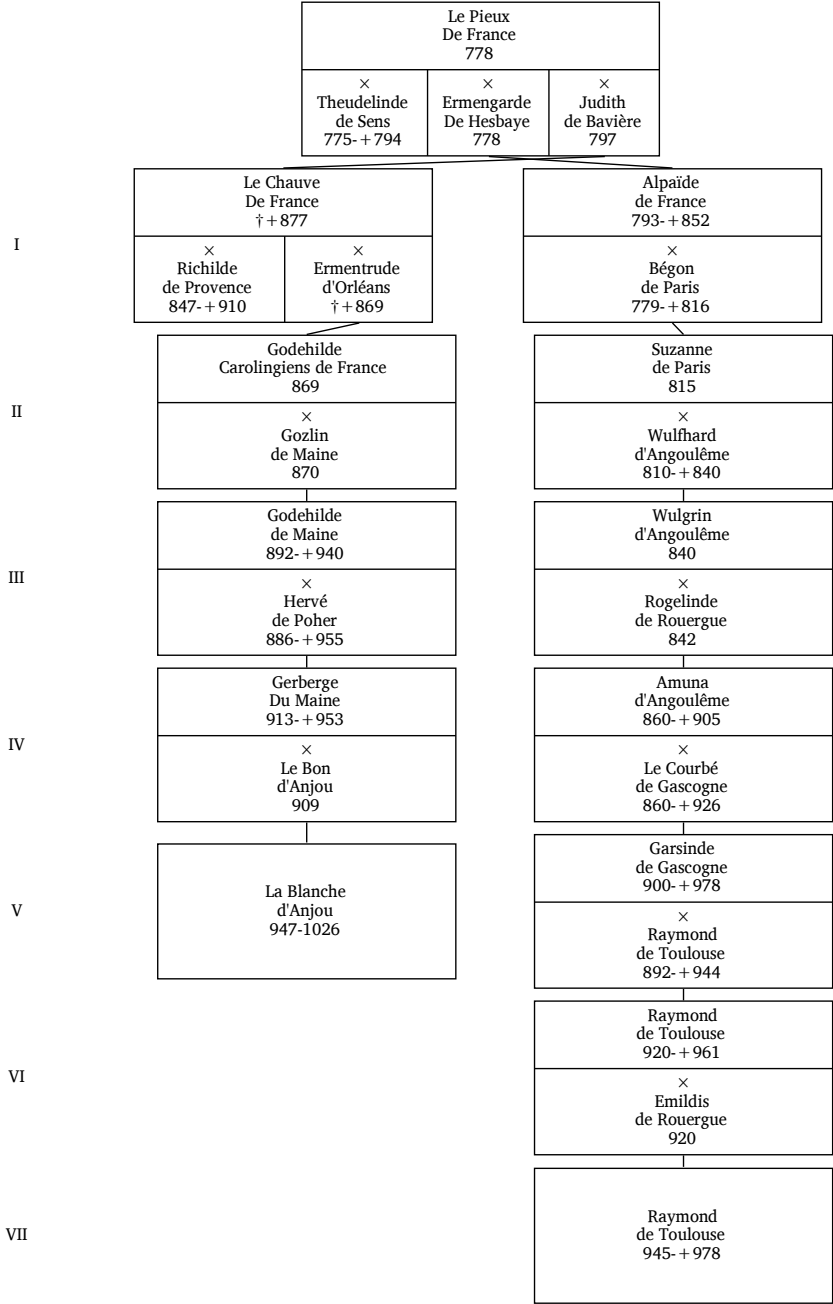 Le Pieux
De France
778
×
Theudelinde
de Sens
775-+794
×
Ermengarde
De Hesbaye
778
×
Judith
de Bavière
797
I
Le Chauve
De France
†+877
×
Richilde
de Provence
847-+910
×
Ermentrude
d'Orléans
†+869
Alpaïde
de France
793-+852
×
Bégon
de Paris
779-+816
II
Godehilde
Carolingiens de France
869
×
Gozlin
de Maine
870
Suzanne
de Paris
815
×
Wulfhard
d'Angoulême
810-+840
III
Godehilde
de Maine
892-+940
×
Hervé
de Poher
886-+955
Wulgrin
d'Angoulême
840
×
Rogelinde
de Rouergue
842
IV
Gerberge
Du Maine
913-+953
×
Le Bon
d'Anjou
909
Amuna
d'Angoulême
860-+905
×
Le Courbé
de Gascogne
860-+926
V
La Blanche
d'Anjou
947-1026
Garsinde
de Gascogne
900-+978
×
Raymond
de Toulouse
892-+944
VI
Raymond
de Toulouse
920-+961
×
Emildis
de Rouergue
920
VII
Raymond
de Toulouse
945-+978